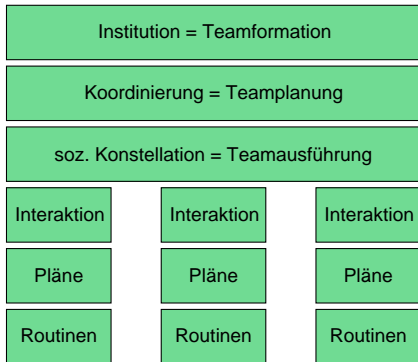 Institution = Teamformation
Koordinierung = Teamplanung
soz. Konstellation = Teamausführung
Interaktion Interaktion Interaktion
Pläne Pläne Pläne
Routinen Routinen Routinen